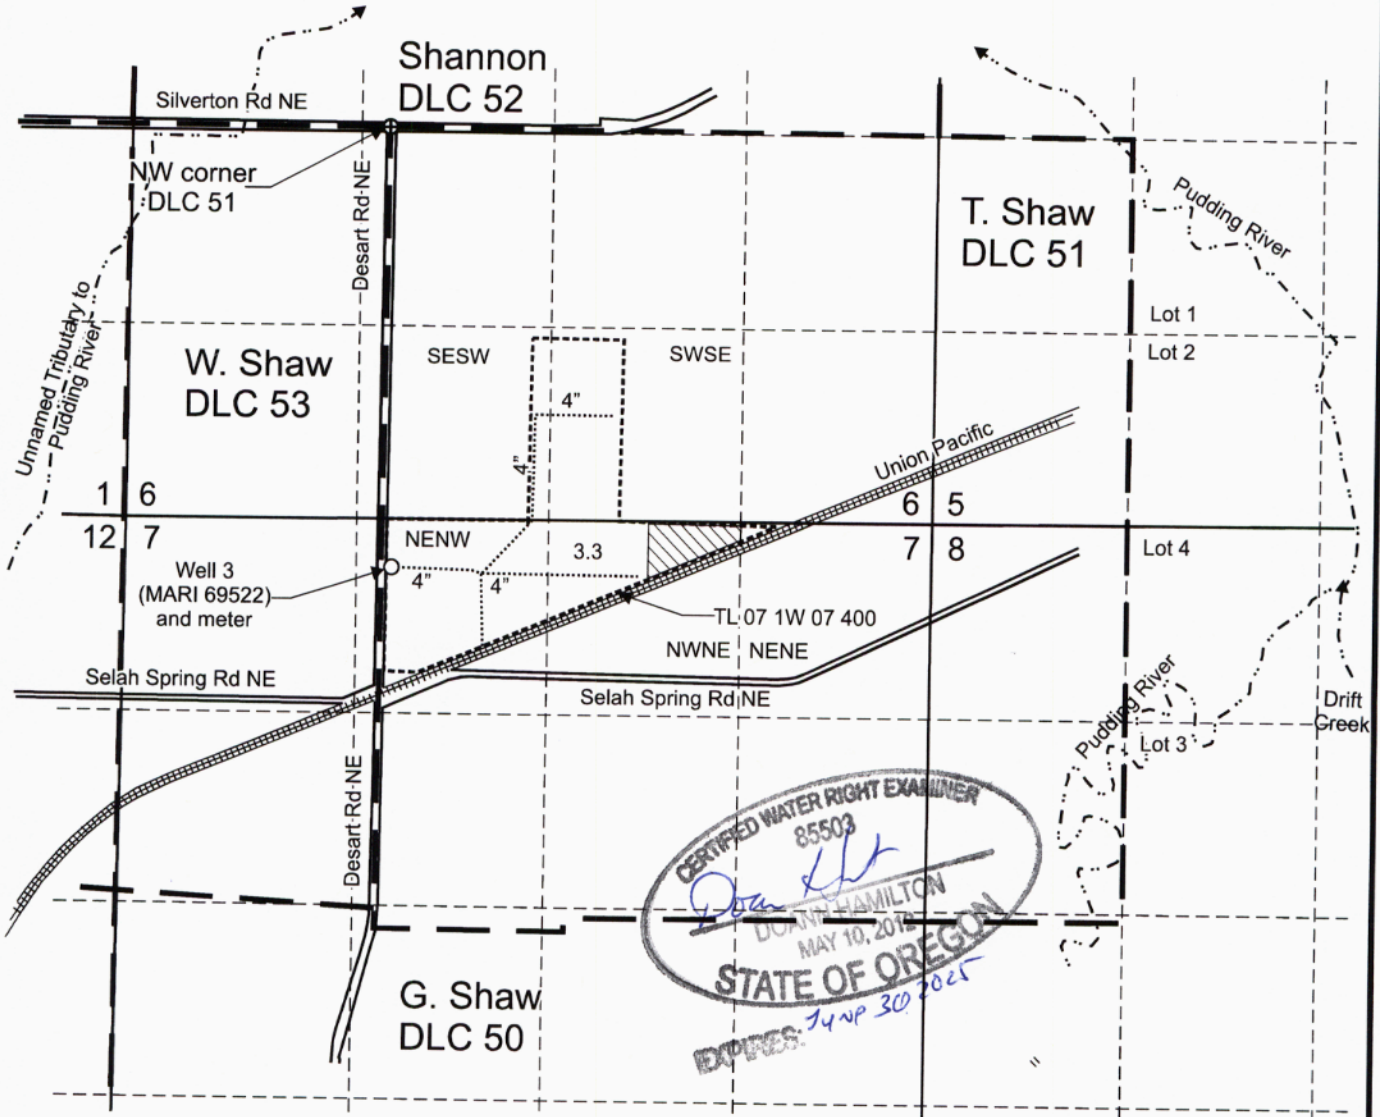 Shannon
DLC 52
Silverton Rd NE
NW corner
DLC 51
Desart Rd NE
T. Shaw
DLC 51
Pudding River
Unnamed Tributary to
Pudding River
Lot 1
Lot 2
W. Shaw
DLC 53
SESW
SWSE
4"
4"
Union Pacific
1 6
6 5
12 7
7 8
NENW
3.3
Lot 4
Well 3
(MARI 69522)
and meter
4"
4"
TL 07 1W 07 400
NWNE NENE
Selah Spring Rd NE
Selah Spring Rd NE
Pudding River
Drift
Creek
Lot 3
Desart Rd NE
CERTIFIED WATER RIGHT EXAMINER
85503
DOANN HAMILTON
MAY 10, 2012
STATE OF OREGON
EXPIRES: June 30 2025
G. Shaw
DLC 50